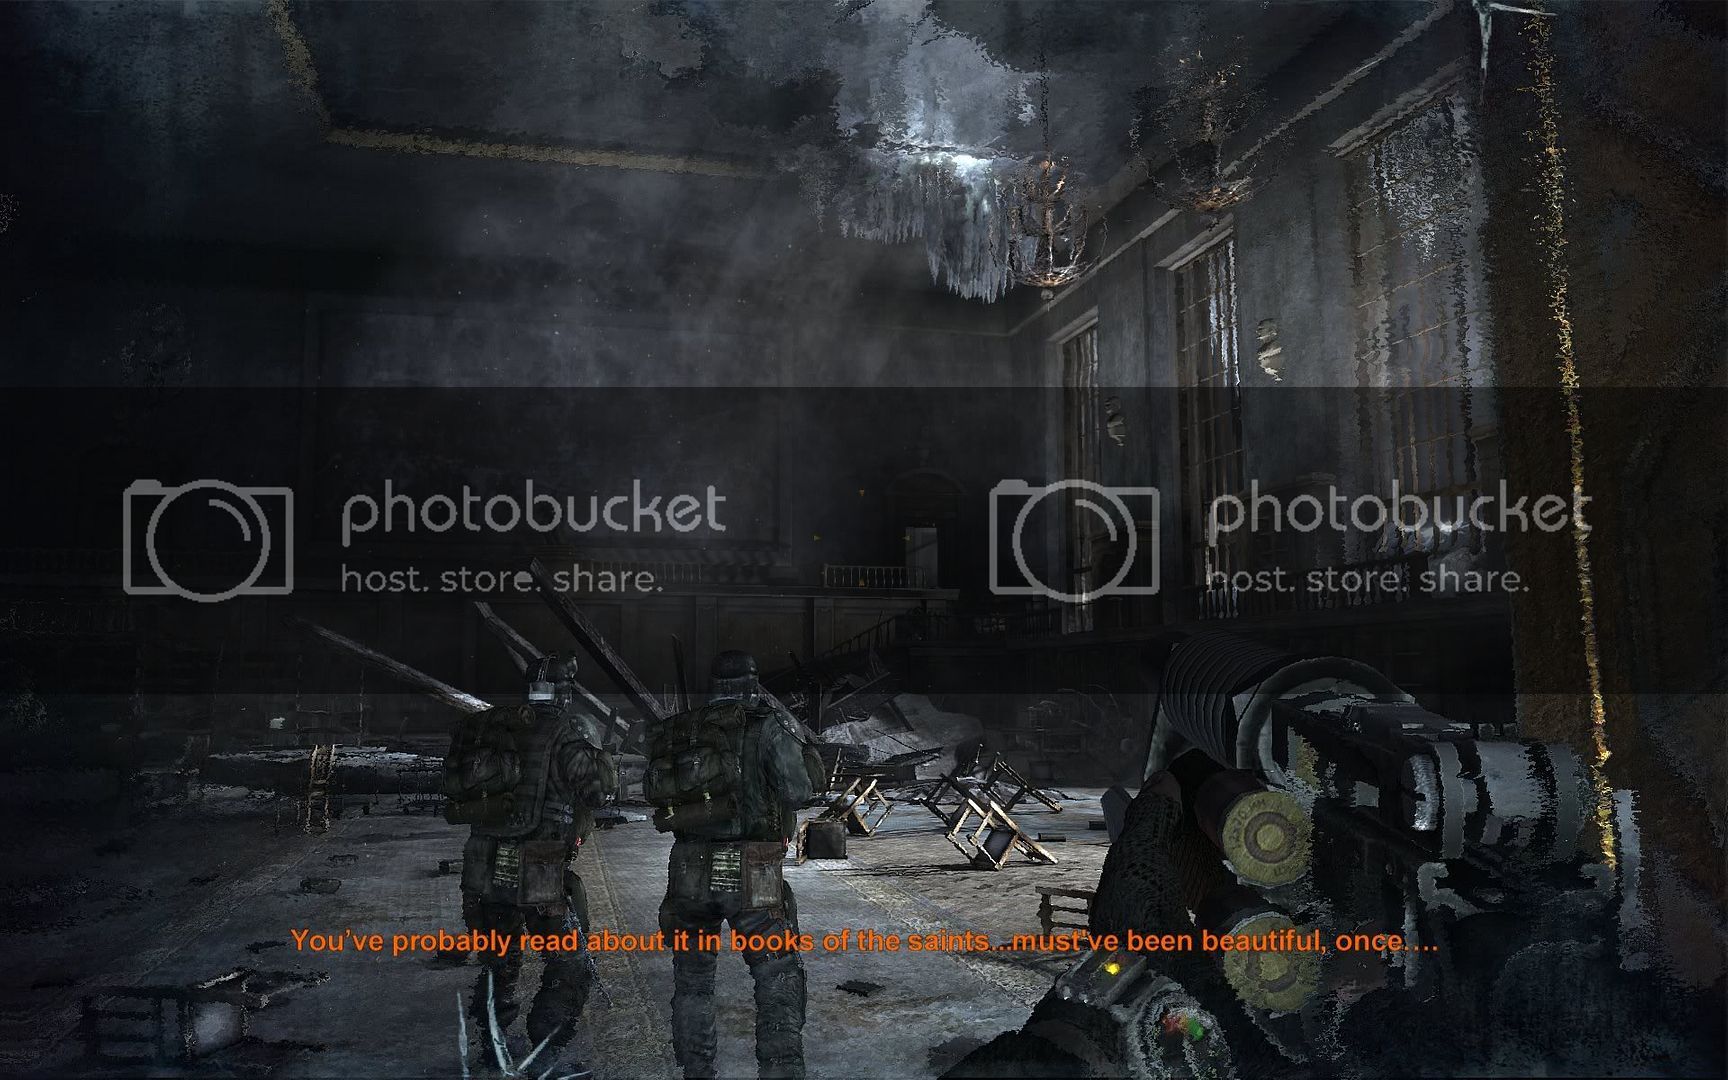 photobucket photobucket
host. store. share. host. store. share.
You've probably read about it in books of the saints...must've been beautiful, once....